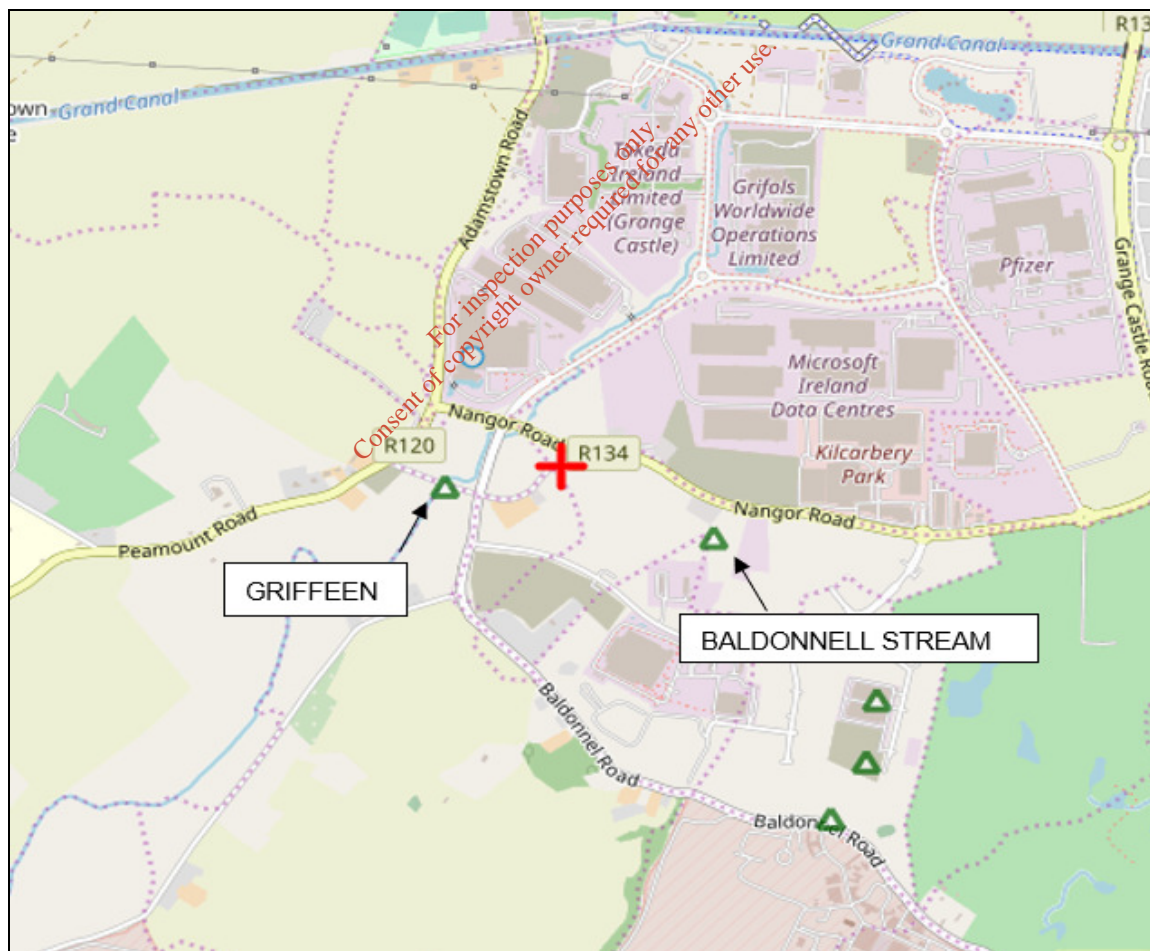 R13
Grand Canal
Grand Canal
own
e
Adamstown Road
Takeda
Ireland
Limited
(Grange
Castle)
Grifols
Worldwide
Operations
Limited
Pfizer
Grange Castle Road
For inspection purposes only.
Consent of copyright owner required for any other use.
Microsoft
Ireland
Data Centres
Kilcarbery
Park
Nangor Road
R120
R134
Peamount Road
Nangor Road
GRIFFEEN
BALDONNELL STREAM
Baldonnel Road
Baldonnel Road